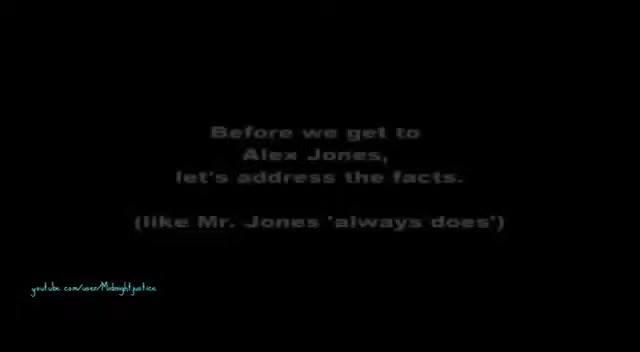 Before we get to
Alex Jones,
let's address the facts.
(like Mr. Jones 'always does')
youtube.com/user/Midnightjustice